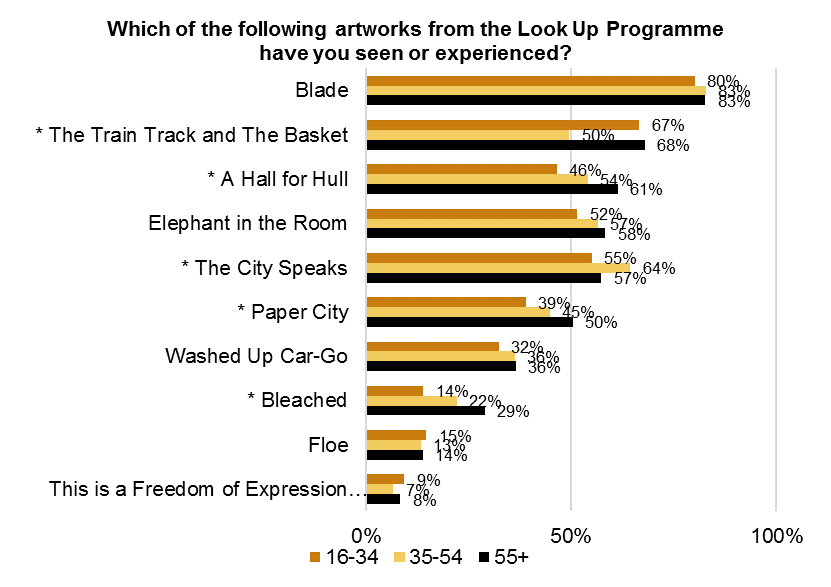 Which of the following artworks from the Look Up Programme
have you seen or experienced?
Blade
80%
83%
83%
* The Train Track and The Basket
67%
50%
68%
* A Hall for Hull
46%
54%
61%
Elephant in the Room
52%
57%
58%
* The City Speaks
55%
64%
57%
* Paper City
39%
45%
50%
Washed Up Car-Go
32%
36%
36%
* Bleached
14%
22%
29%
Floe
15%
13%
14%
This is a Freedom of Expression…
9%
7%
8%
0% 50% 100%
16-34 35-54 55+